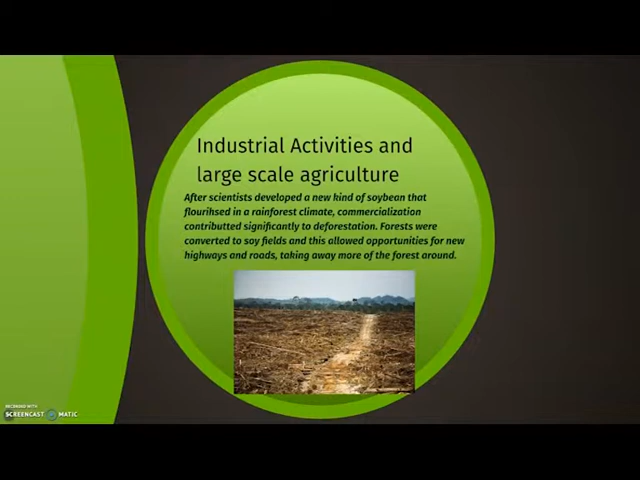 Industrial Activities and
large scale agriculture
After scientists developed a new kind of soybean that
flourihsed in a rainforest climate, commercialization
contributted significantly to deforestation. Forests were
converted to soy fields and this allowed opportunities for new
highways and roads, taking away more of the forest around.
RECORDED WITH
SCREENCAST MATIC